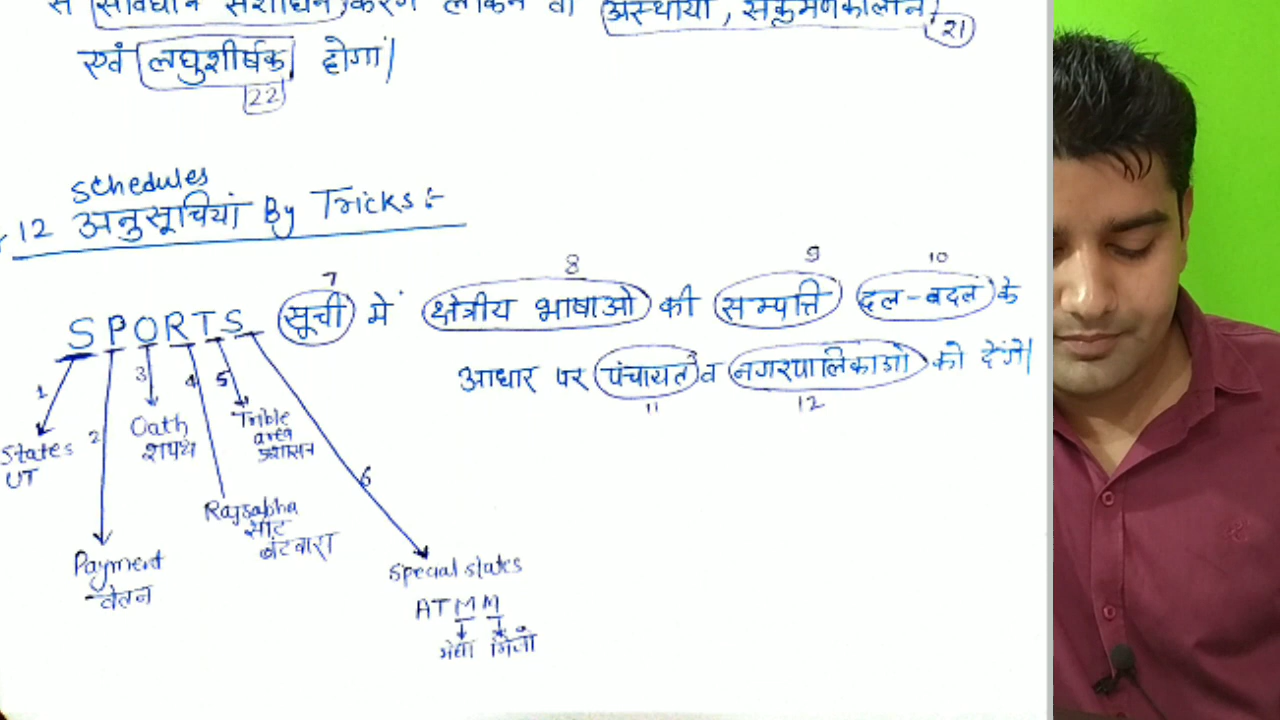 से संविधान संशोधन करेगी लेकिन वो अस्थायी, संक्रमणकालीन 21
एवं लघुशीर्षक होगा|
22
Schedules
12 अनुसूचियां By Tricks :-
7 8 9 10
SPORTS सूची में क्षेत्रीय भाषाओ की सम्पत्ति दल-बदल के
आधार पर पंचायत व नगरपालिकाओ को देंगे|
11 12
1 2 3 4 5 6
States
UT
Oath
शपथ
Trible
area
प्रशासन
Rajsabha
सीट
बंटवारा
Payment
वेतन
Special states
ATMM
मेघा मिजो